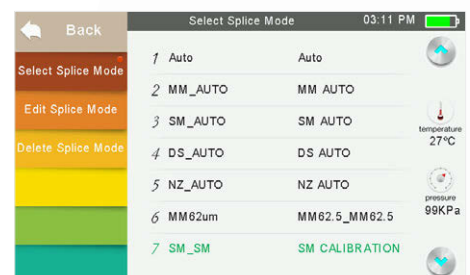 Back
Select Splice Mode 03:11 PM
Select Splice Mode
Edit Splice Mode
Delete Splice Mode
1 Auto Auto
2 MM_AUTO MM AUTO
3 SM_AUTO SM AUTO
4 DS_AUTO DS AUTO
5 NZ_AUTO NZ AUTO
6 MM62um MM62.5_MM62.5
7 SM_SM SM CALIBRATION
temperature
27°C
pressure
99KPa